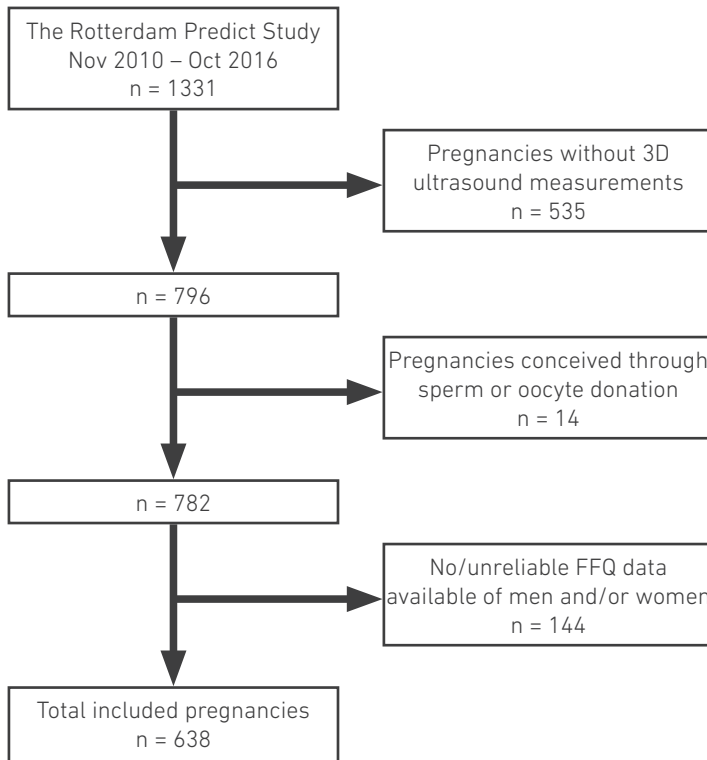 The Rotterdam Predict Study
Nov 2010 – Oct 2016
n = 1331
Pregnancies without 3D
ultrasound measurements
n = 535
n = 796
Pregnancies conceived through
sperm or oocyte donation
n = 14
n = 782
No/unreliable FFQ data
available of men and/or women
n = 144
Total included pregnancies
n = 638